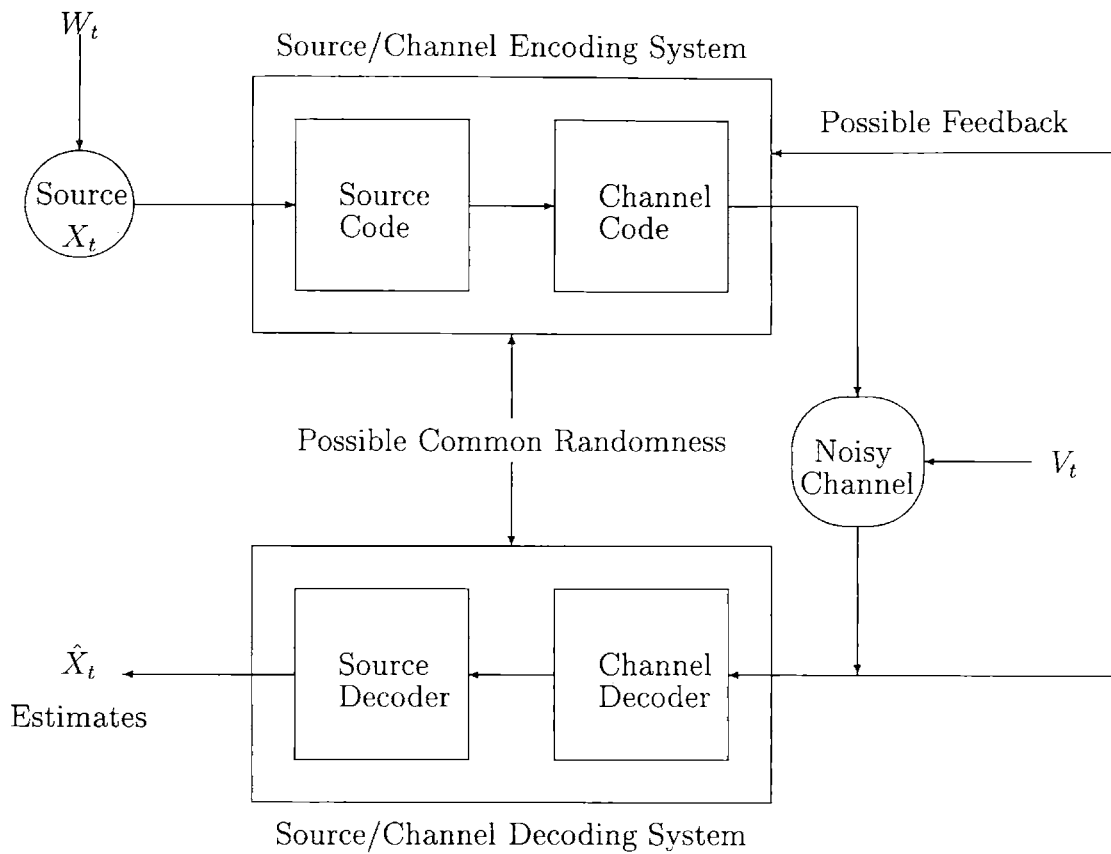 W_t
Source/Channel Encoding System
Possible Feedback
Source
X_t
Source
Code
Channel
Code
Possible Common Randomness
Noisy
Channel
V_t
X̂_t
Estimates
Source
Decoder
Channel
Decoder
Source/Channel Decoding System